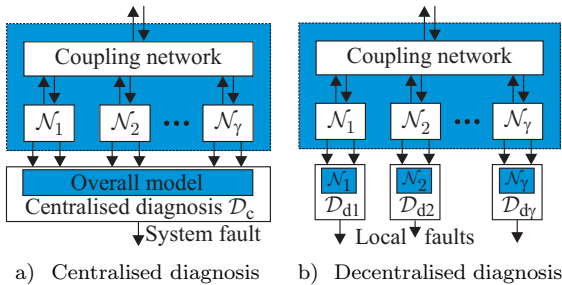 Coupling network
𝒩₁ 𝒩₂ ••• 𝒩ᵧ
Overall model
Centralised diagnosis 𝒟c
System fault
a) Centralised diagnosis
Coupling network
𝒩₁ 𝒩₂ ••• 𝒩ᵧ
𝒩₁ 𝒩₂ 𝒩ᵧ
𝒟d1 𝒟d2 𝒟dγ
Local faults
b) Decentralised diagnosis